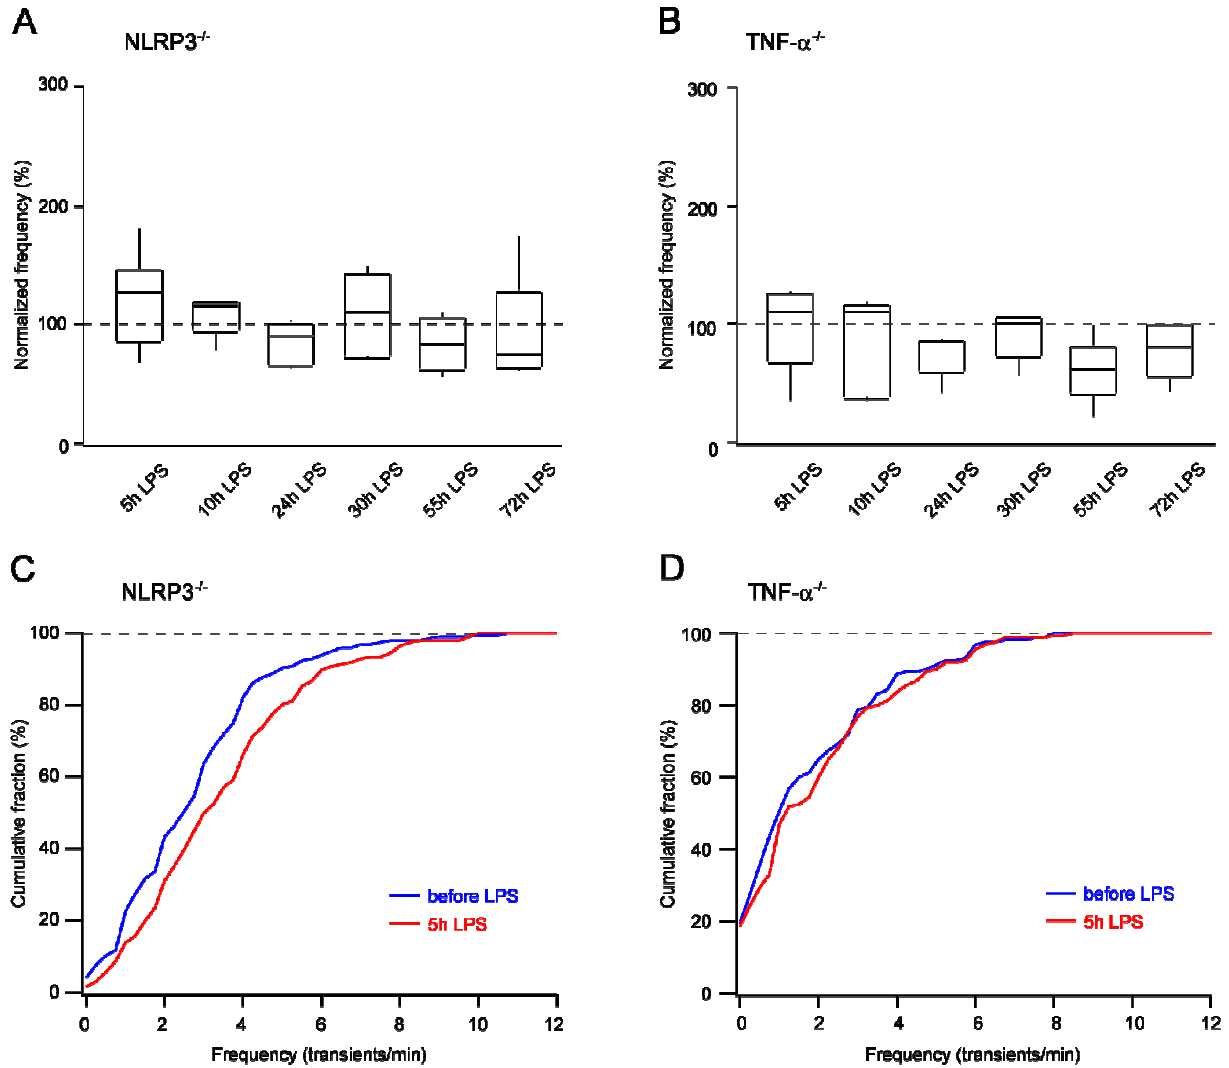 A
NLRP3-/-
Normalized frequency (%)
300
200
100
0
5h LPS
10h LPS
24h LPS
30h LPS
55h LPS
72h LPS
B
TNF-α-/-
Normalized frequency (%)
300
200
100
0
5h LPS
10h LPS
24h LPS
30h LPS
55h LPS
72h LPS
C
NLRP3-/-
Cumulative fraction (%)
100
80
60
40
20
0
before LPS
5h LPS
0 2 4 6 8 10 12
Frequency (transients/min)
D
TNF-α-/-
Cumulative fraction (%)
100
80
60
40
20
0
before LPS
5h LPS
0 2 4 6 8 10 12
Frequency (transients/min)